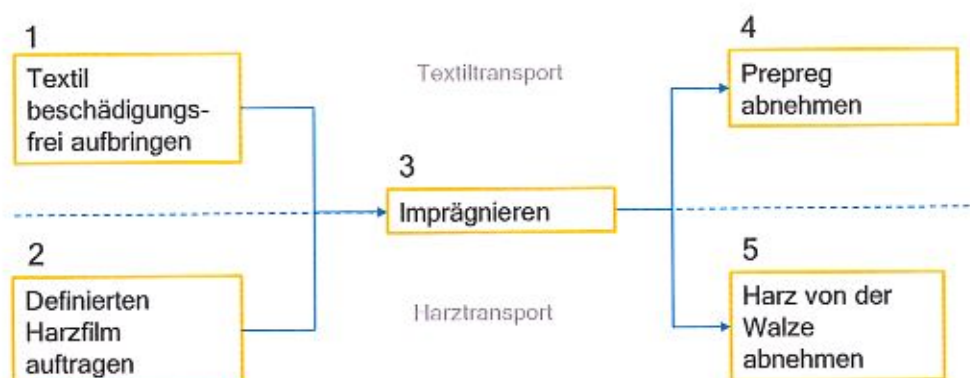 1
Textil
beschädigungs-
frei aufbringen
Textiltransport
4
Prepreg
abnehmen
3
Imprägnieren
2
Definierten
Harzfilm
auftragen
Harztransport
5
Harz von der
Walze
abnehmen